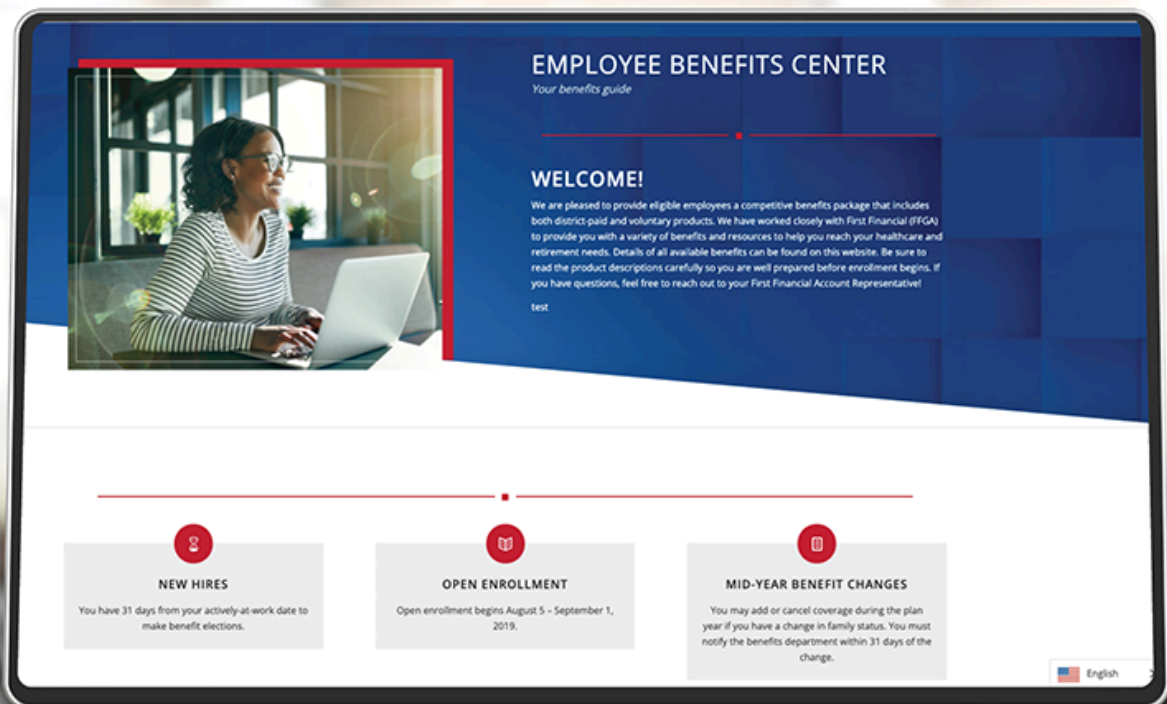 EMPLOYEE BENEFITS CENTER
Your benefits guide
WELCOME!
We are pleased to provide eligible employees a competitive benefits package that includes
both district-paid and voluntary products. We have worked closely with First Financial (FFGA)
to provide you with a variety of benefits and resources to help you reach your healthcare and
retirement needs. Details of all available benefits can be found on this website. Be sure to
read the product descriptions carefully so you are well prepared before enrollment begins. If
you have questions, feel free to reach out to your First Financial Account Representative!
test
NEW HIRES
You have 31 days from your actively-at-work date to
make benefit elections.
OPEN ENROLLMENT
Open enrollment begins August 5 – September 1,
2019.
MID-YEAR BENEFIT CHANGES
You may add or cancel coverage during the plan
year if you have a change in family status. You must
notify the benefits department within 31 days of the
change.
English